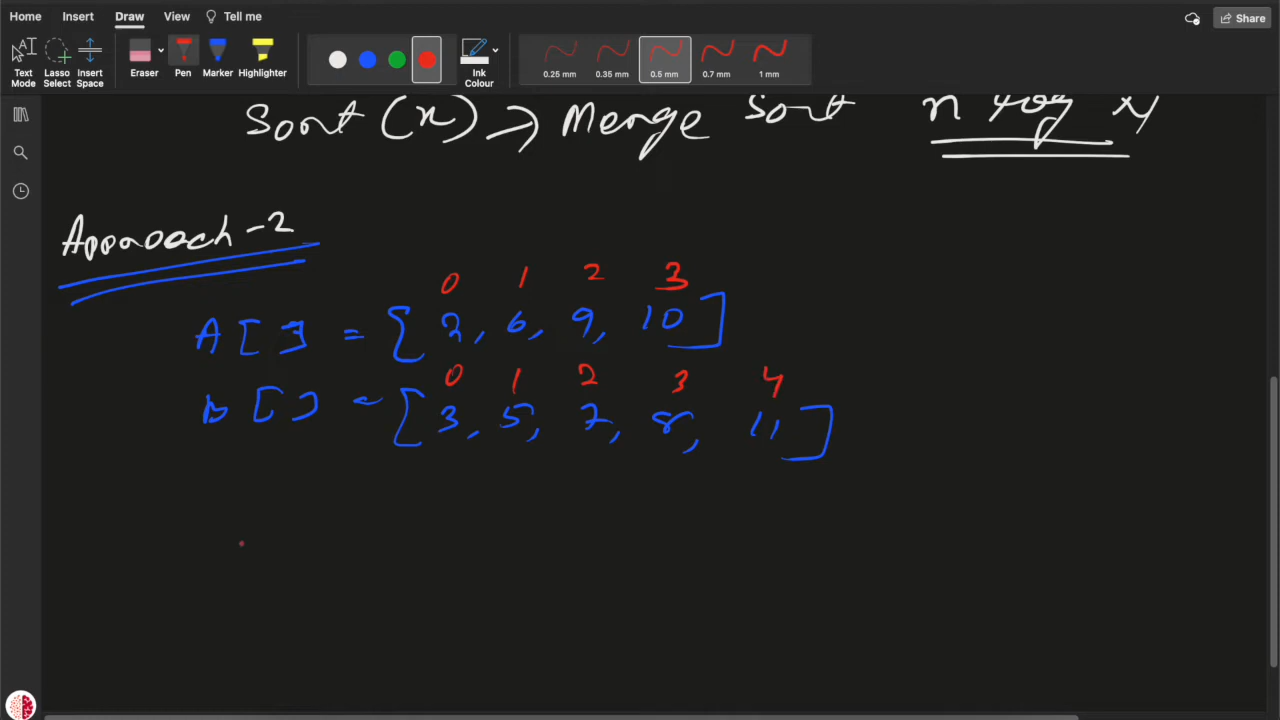 Home Insert Draw View Tell me Share
Text Mode Lasso Select Insert Space Eraser Pen Marker Highlighter Ink Colour 0.25 mm 0.35 mm 0.5 mm 0.7 mm 1 mm
Sort (x) → Merge Sort n log
Approach-2
0 1 2 3
A[] = [2, 6, 9, 10]
0 1 2 3 4
B[] = [3, 5, 7, 8, 11]